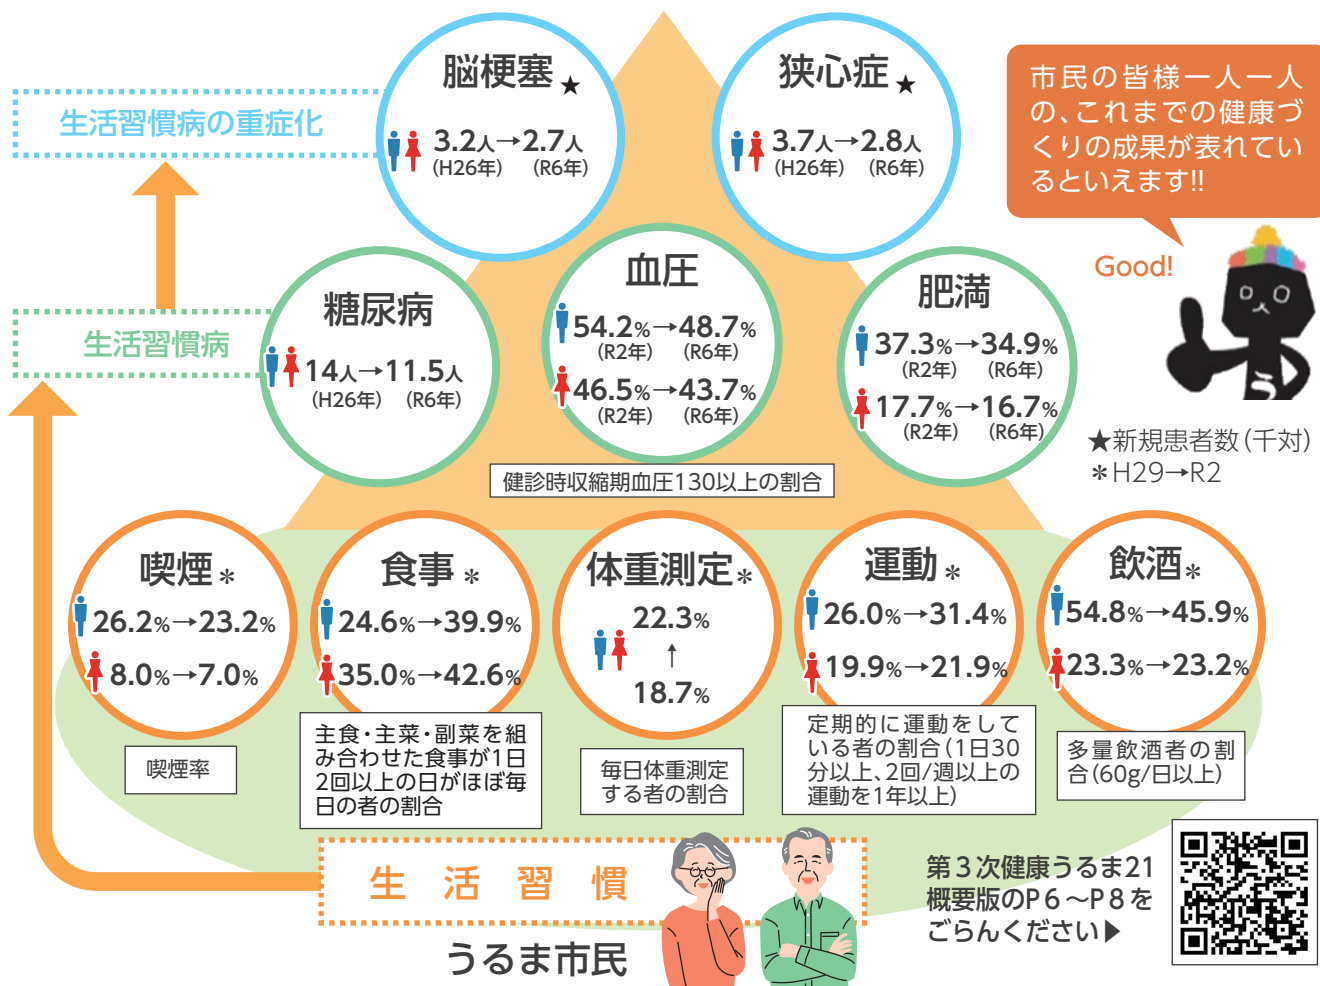 脳梗塞★
3.2人→2.7人
(H26年) (R6年)
狭心症★
3.7人→2.8人
(H26年) (R6年)
市民の皆様一人一人
の、これまでの健康づ
くりの成果が表れてい
るといえます!!
Good!
う
生活習慣病の重症化
生活習慣病
糖尿病
14人→11.5人
(H26年) (R6年)
血圧
54.2%→48.7%
(R2年) (R6年)
46.5%→43.7%
(R2年) (R6年)
健診時収縮期血圧130以上の割合
肥満
37.3%→34.9%
(R2年) (R6年)
17.7%→16.7%
(R2年) (R6年)
★新規患者数(千対)
＊H29→R2
喫煙＊
26.2%→23.2%
8.0%→7.0%
喫煙率
食事＊
24.6%→39.9%
35.0%→42.6%
主食・主菜・副菜を組
み合わせた食事が1日
2回以上の日がほぼ毎
日の者の割合
体重測定＊
22.3%
↑
18.7%
毎日体重測定
する者の割合
運動＊
26.0%→31.4%
19.9%→21.9%
定期的に運動をして
いる者の割合(1日30
分以上、2回/週以上の
運動を1年以上)
飲酒＊
54.8%→45.9%
23.3%→23.2%
多量飲酒者の割
合(60g/日以上)
生活習慣
うるま市民
第3次健康うるま21
概要版のP6～P8を
ごらんください▶